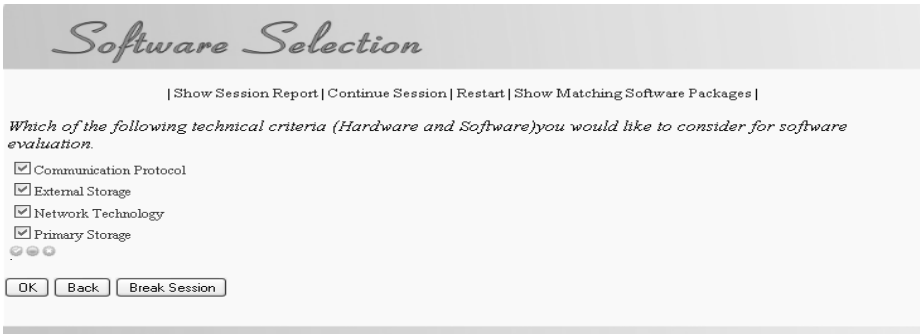 Software Selection
| Show Session Report | Continue Session | Restart | Show Matching Software Packages |
Which of the following technical criteria (Hardware and Software)you would like to consider for software
evaluation.
Communication Protocol
External Storage
Network Technology
Primary Storage
OK Back Break Session